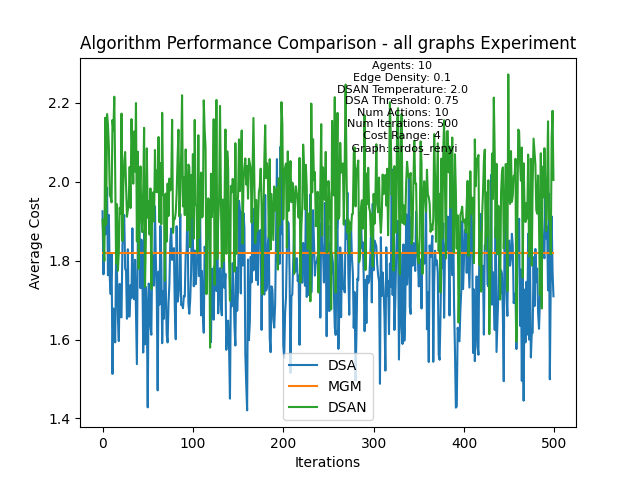 Algorithm Performance Comparison - all graphs Experiment
Agents: 10
Edge Density: 0.1
DSAN Temperature: 2.0
DSA Threshold: 0.75
Num Actions: 10
Num Iterations: 500
Cost Range: 4
Graph: erdos_renyi
Average Cost
2.2
2.0
1.8
1.6
1.4
DSA
MGM
DSAN
0
100
200
300
400
500
Iterations